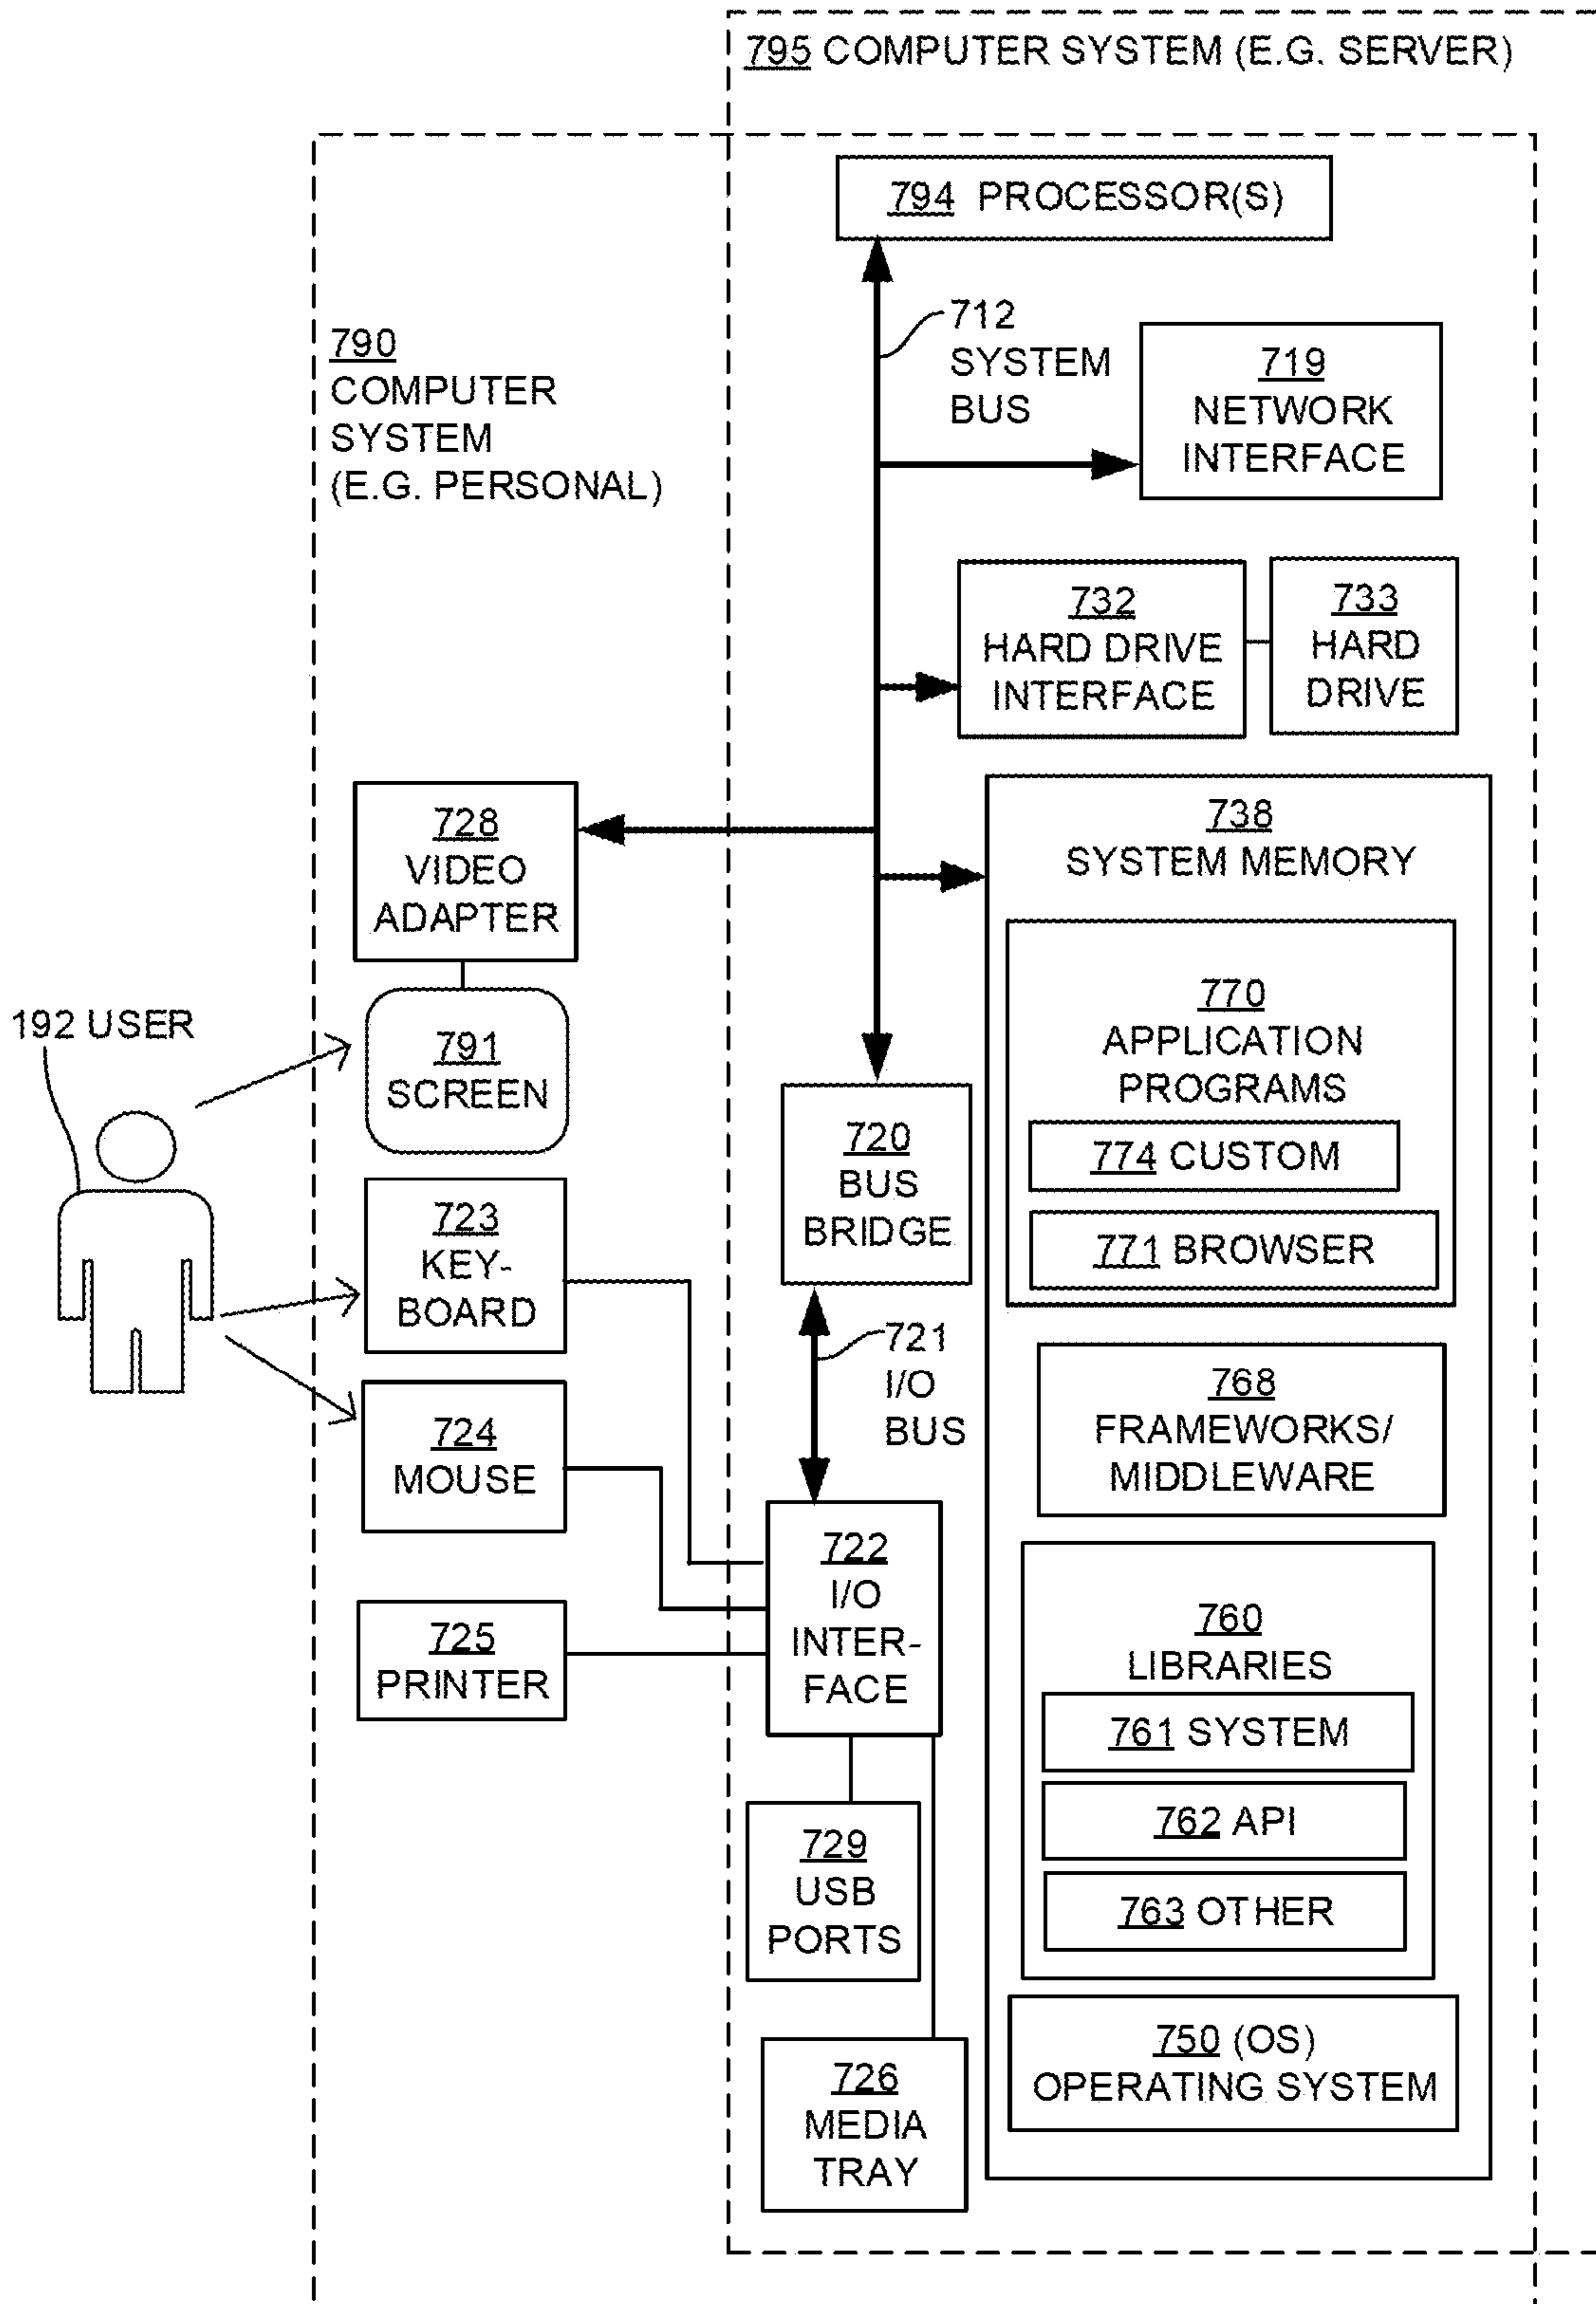 795 COMPUTER SYSTEM (E.G. SERVER)
794 PROCESSOR(S)
712
SYSTEM
BUS
790
COMPUTER
SYSTEM
(E.G. PERSONAL)
719
NETWORK
INTERFACE
732
HARD DRIVE
INTERFACE
733
HARD
DRIVE
728
VIDEO
ADAPTER
738
SYSTEM MEMORY
192 USER
791
SCREEN
770
APPLICATION
PROGRAMS
774 CUSTOM
771 BROWSER
720
BUS
BRIDGE
723
KEY-
BOARD
721
I/O
BUS
768
FRAMEWORKS/
MIDDLEWARE
724
MOUSE
722
I/O
INTER-
FACE
725
PRINTER
760
LIBRARIES
761 SYSTEM
762 API
763 OTHER
729
USB
PORTS
750 (OS)
OPERATING SYSTEM
726
MEDIA
TRAY